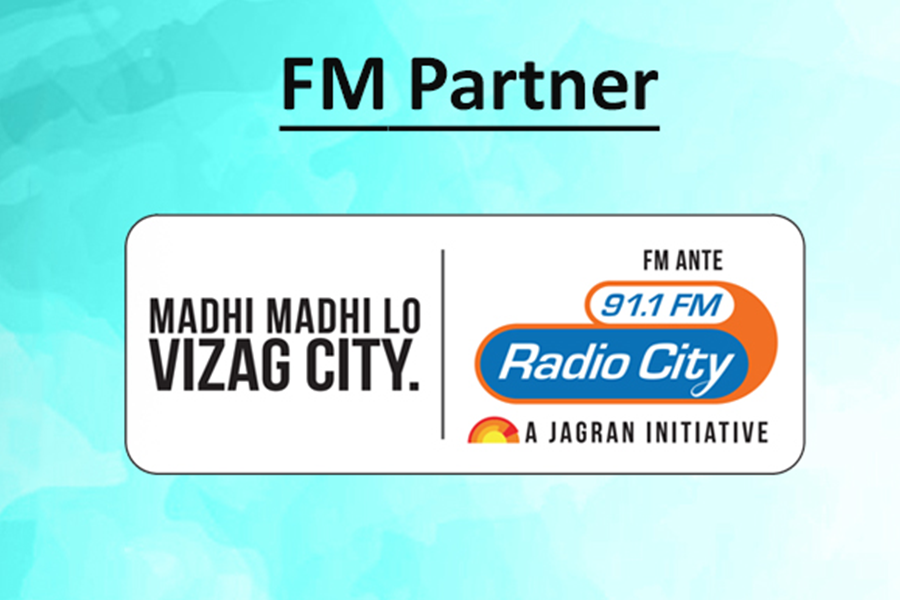 FM Partner
MADHI MADHI LO
VIZAG CITY.
FM ANTE
91.1 FM
Radio City
A JAGRAN INITIATIVE